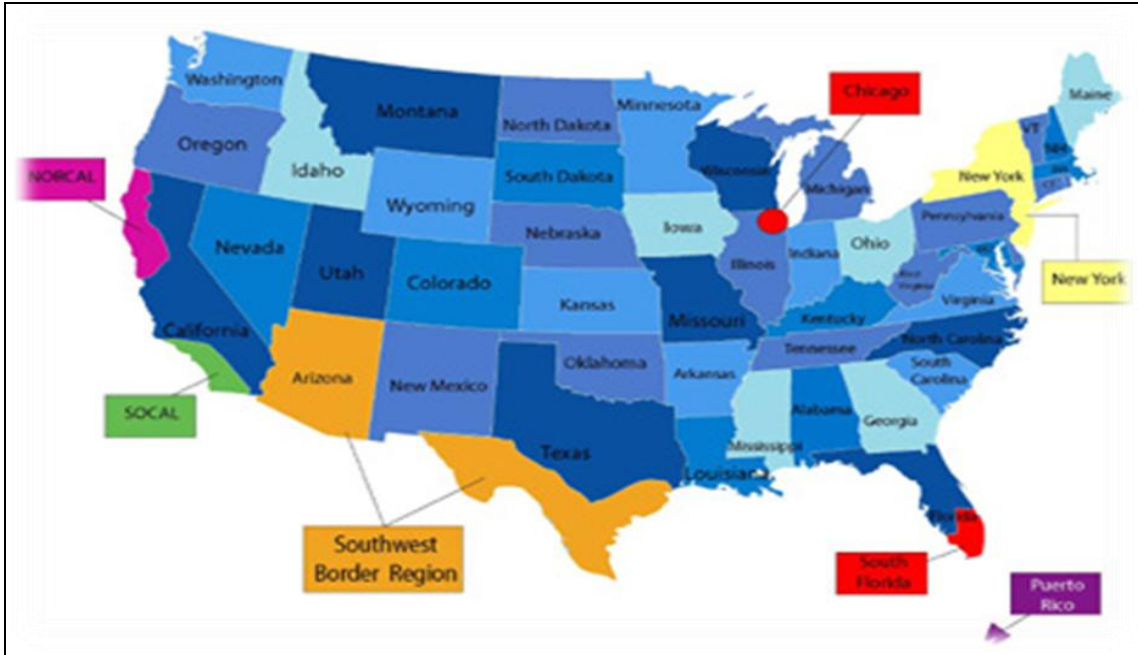 Washington
Montana
North Dakota
Minnesota
Chicago
Maine
VT
NH
Oregon
Idaho
NORCAL
South Dakota
Wisconsin
Michigan
New York
Wyoming
Nebraska
Iowa
Pennsylvania
Nevada
Utah
Colorado
Illinois
Indiana
Ohio
West
Virginia
New York
Kansas
Missouri
Kentucky
Virginia
California
SOCAL
Arizona
New Mexico
Oklahoma
Arkansas
Tennessee
North Carolina
South
Carolina
Texas
Mississippi
Alabama
Georgia
Louisiana
Florida
Southwest
Border Region
South
Florida
Puerto
Rico